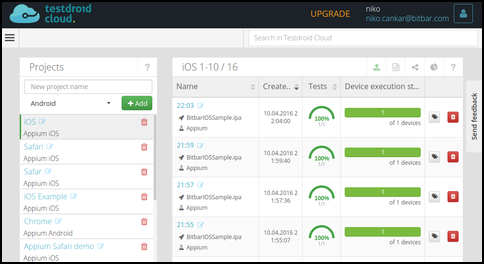 testdroid
cloud.
UPGRADE
niko
niko.cankar@bitbar.com
Search in Testdroid Cloud
Projects
?
New project name
Android
+ Add
iOS
Appium iOS
Safari
Appium iOS
Safar
Appium iOS
iOS Example
Appium iOS
Chrome
Appium Android
Appium Safari demo
Appium iOS
iOS 1-10 / 16
?
Name
Create..
Tests
Device execution st...
22:03
BitbarIOSSample.ipa
Appium
10.04.2016 2
2:04:00
100%
1/1
1
of 1 devices
21:59
BitbarIOSSample.ipa
Appium
10.04.2016 2
1:59:40
100%
1/1
1
of 1 devices
21:57
BitbarIOSSample.ipa
Appium
10.04.2016 2
1:57:36
100%
1/1
1
of 1 devices
21:55
BitbarIOSSample.ipa
Appium
10.04.2016 2
1:55:07
100%
1/1
1
of 1 devices
Send feedback